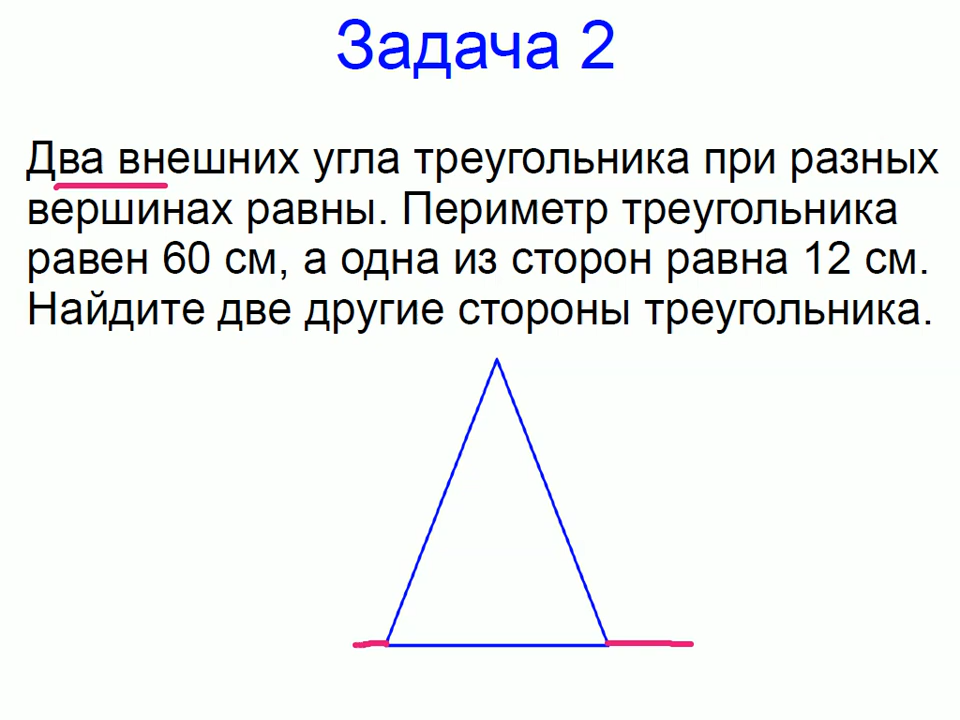 Задача 2
Два внешних угла треугольника при разных
вершинах равны. Периметр треугольника
равен 60 см, а одна из сторон равна 12 см.
Найдите две другие стороны треугольника.